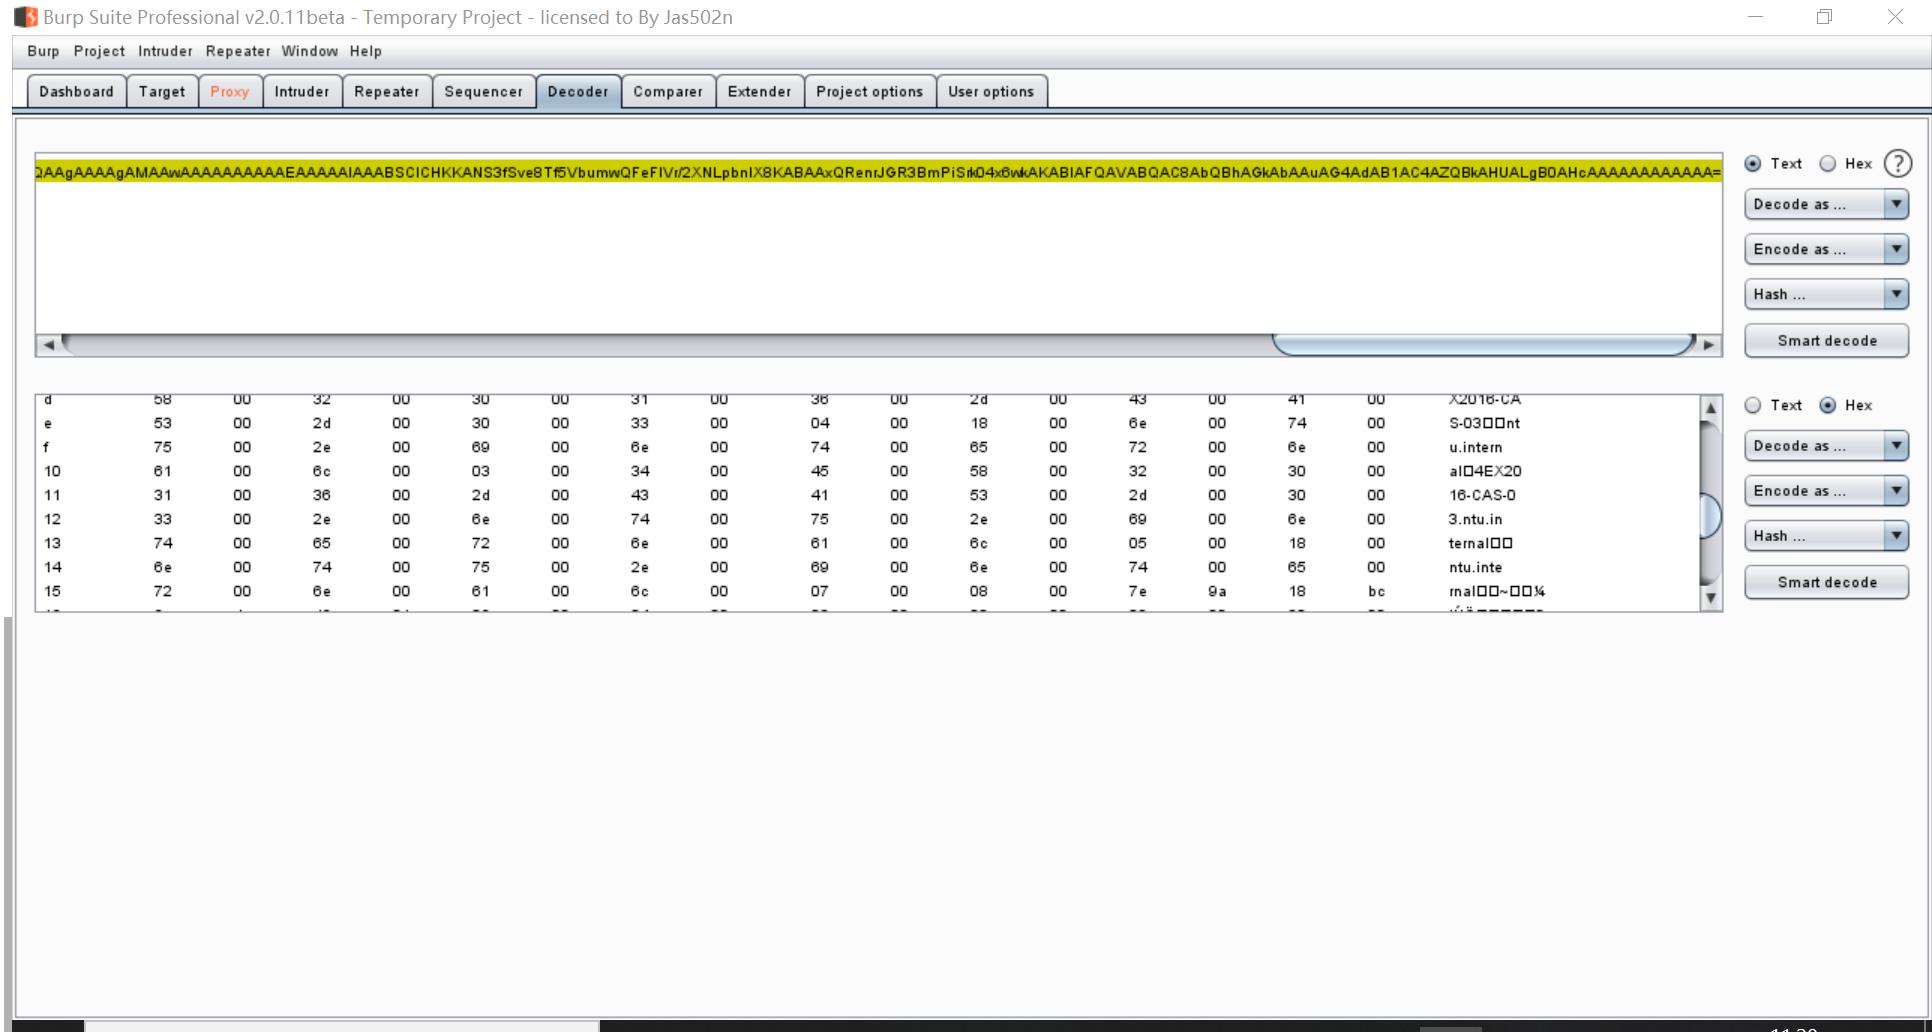 Burp Suite Professional v2.0.11beta - Temporary Project - licensed to By Jas502n
Burp Project Intruder Repeater Window Help
Dashboard Target Proxy Intruder Repeater Sequencer Decoder Comparer Extender Project options User options
Text Hex ?
Decode as ...
Encode as ...
Hash ...
Smart decode
d 58 00 32 00 30 00 31 00 36 00 2d 00 43 00 41 00 X2016-CA
e 53 00 2d 00 30 00 33 00 04 00 18 00 6e 00 74 00 S-03□□nt
f 75 00 2e 00 69 00 6e 00 74 00 65 00 72 00 6e 00 u.intern
10 61 00 6c 00 03 00 34 00 45 00 58 00 32 00 30 00 al□4EX20
11 31 00 36 00 2d 00 43 00 41 00 53 00 2d 00 30 00 16-CAS-0
12 33 00 2e 00 6e 00 74 00 75 00 2e 00 69 00 6e 00 3.ntu.in
13 74 00 65 00 72 00 6e 00 61 00 6c 00 05 00 18 00 ternal□□
14 6e 00 74 00 75 00 2e 00 69 00 6e 00 74 00 65 00 ntu.inte
15 72 00 6e 00 61 00 6c 00 07 00 08 00 7e 9a 18 bc rnal□□~□□¼
Text Hex
Decode as ...
Encode as ...
Hash ...
Smart decode